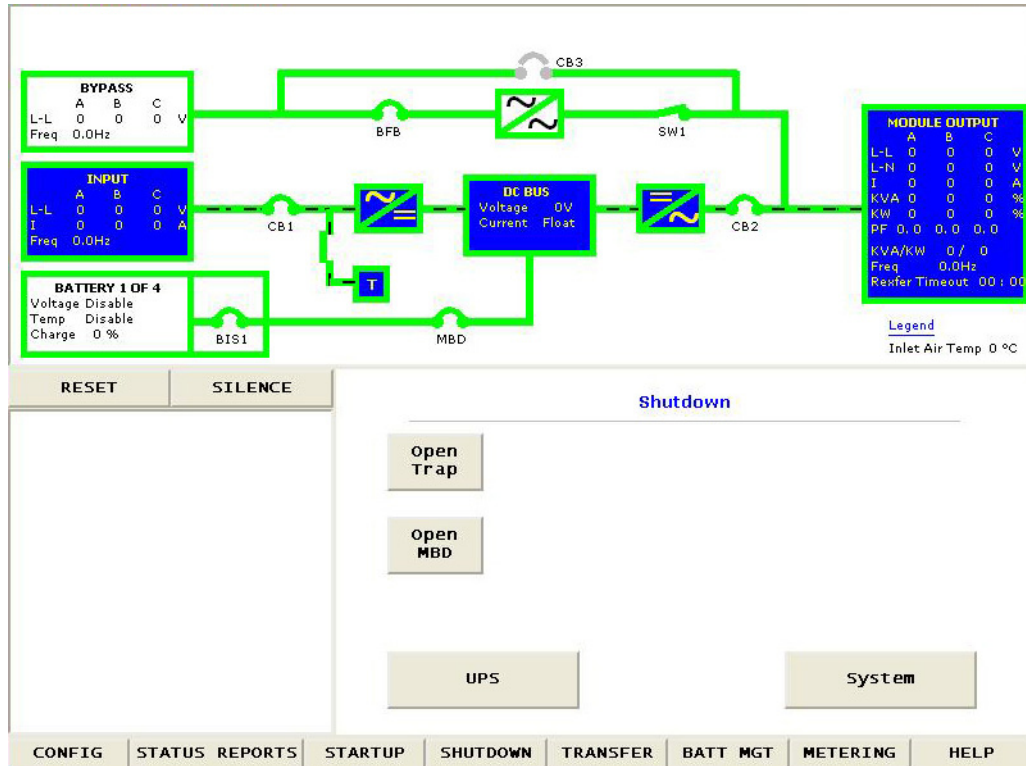 CB3
BYPASS
A B C
L-L 0 0 0 V
Freq 0.0Hz
BFB
SW1
MODULE OUTPUT
A B C
L-L 0 0 0 V
L-N 0 0 0 V
I 0 0 0 A
KVA 0 0 0 %
KW 0 0 0 %
PF 0.0 0.0 0.0
KVA/KW 0 / 0
Freq 0.0Hz
Rexfer Timeout 00 : 00
INPUT
A B C
L-L 0 0 0 V
I 0 0 0 A
Freq 0.0Hz
CB1
DC BUS
Voltage 0V
Current Float
CB2
T
BATTERY 1 OF 4
Voltage Disable
Temp Disable
Charge 0 %
BIS1
MBD
Legend
Inlet Air Temp 0 ºC
RESET SILENCE
Shutdown
Open
Trap
Open
MBD
UPS System
CONFIG STATUS REPORTS STARTUP SHUTDOWN TRANSFER BATT MGT METERING HELP